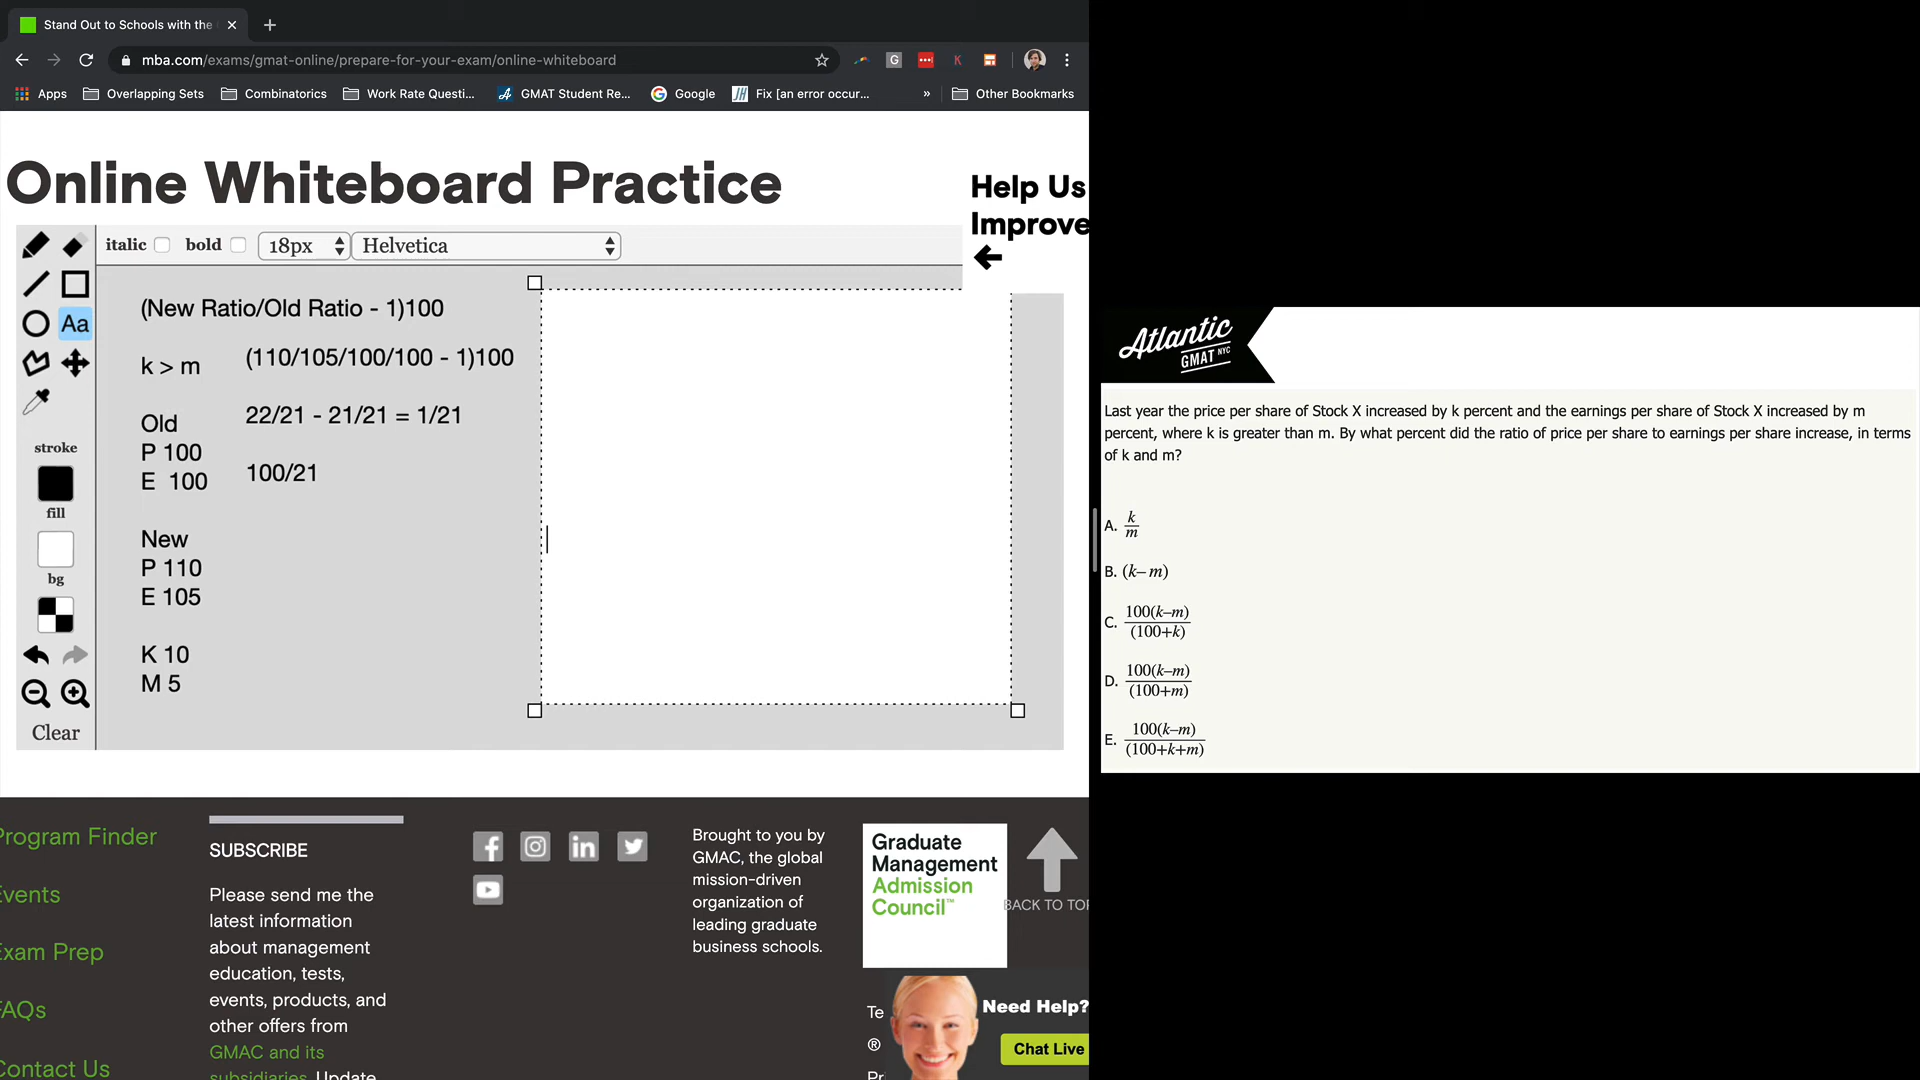 Stand Out to Schools with the
mba.com/exams/gmat-online/prepare-for-your-exam/online-whiteboard
Apps Overlapping Sets Combinatorics Work Rate Questi... GMAT Student Re... Google Fix [an error occur... » Other Bookmarks
Online Whiteboard Practice
Help Us
Improve
italic bold 18px Helvetica
Aa
stroke
fill
bg
Clear
(New Ratio/Old Ratio - 1)100
k > m
(110/105/100/100 - 1)100
Old
P 100
E 100
22/21 - 21/21 = 1/21
100/21
New
P 110
E 105
K 10
M 5
Program Finder
Events
Exam Prep
FAQs
Contact Us
SUBSCRIBE
Please send me the
latest information
about management
education, tests,
events, products, and
other offers from
GMAC and its
subsidiaries. Update
Brought to you by
GMAC, the global
mission-driven
organization of
leading graduate
business schools.
Graduate
Management
Admission
Council™
BACK TO TOP
Te
®
Pr
Need Help?
Chat Live
Atlantic
GMAT NYC
Last year the price per share of Stock X increased by k percent and the earnings per share of Stock X increased by m
percent, where k is greater than m. By what percent did the ratio of price per share to earnings per share increase, in terms
of k and m?
A. k/m
B. (k–m)
C. 100(k–m)/(100+k)
D. 100(k–m)/(100+m)
E. 100(k–m)/(100+k+m)